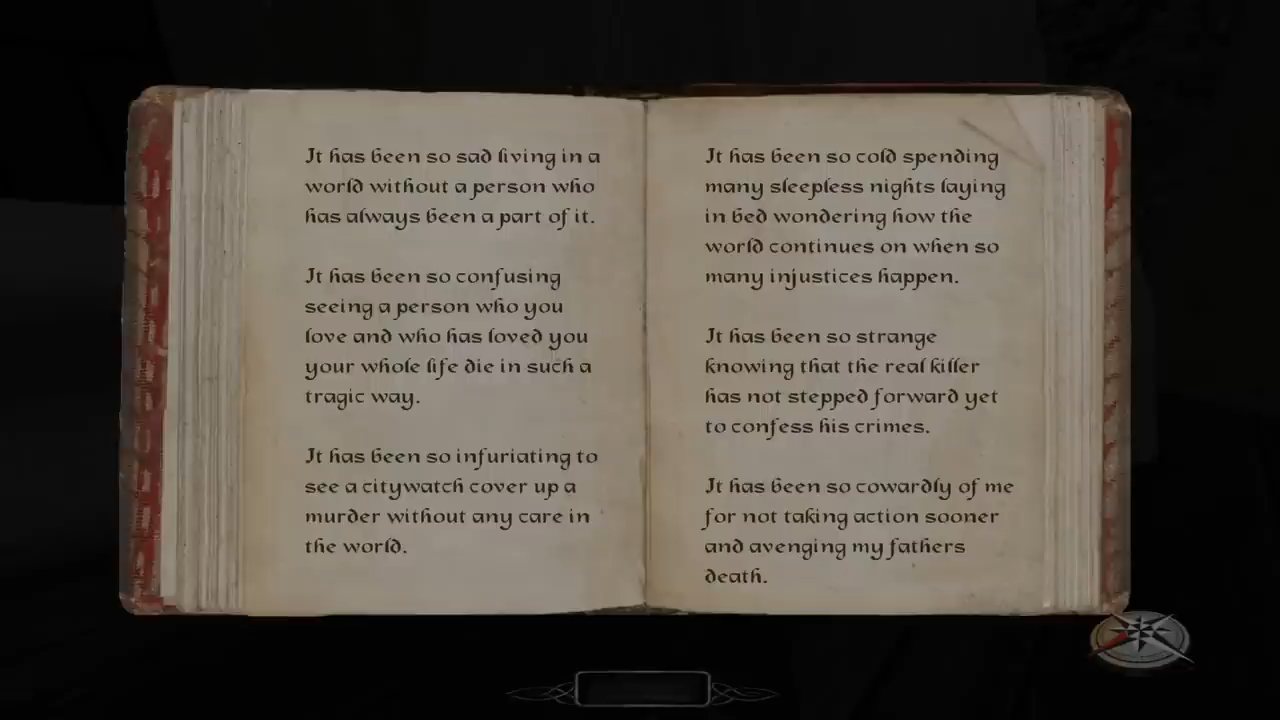 It has been so sad living in a
world without a person who
has always been a part of it.
It has been so confusing
seeing a person who you
love and who has loved you
your whole life die in such a
tragic way.
It has been so infuriating to
see a citywatch cover up a
murder without any care in
the world.
It has been so cold spending
many sleepless nights laying
in bed wondering how the
world continues on when so
many injustices happen.
It has been so strange
knowing that the real killer
has not stepped forward yet
to confess his crimes.
It has been so cowardly of me
for not taking action sooner
and avenging my fathers
death.